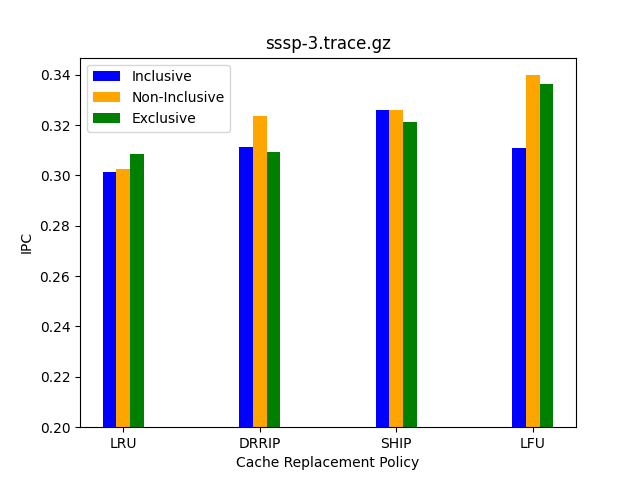 sssp-3.trace.gz
Inclusive
Non-Inclusive
Exclusive
IPC
0.34
0.32
0.30
0.28
0.26
0.24
0.22
0.20
LRU DRRIP SHIP LFU
Cache Replacement Policy